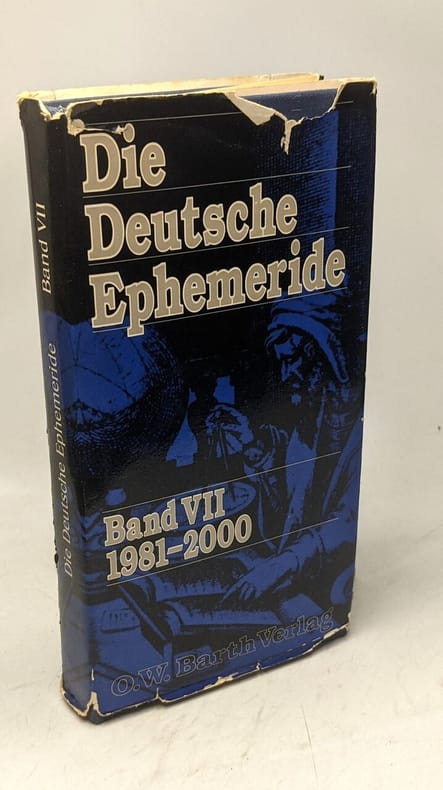 Die
Deutsche
Ephemeride
Band VII
1981–2000
O.W. Barth Verlag
Die Deutsche Ephemeride Band VII